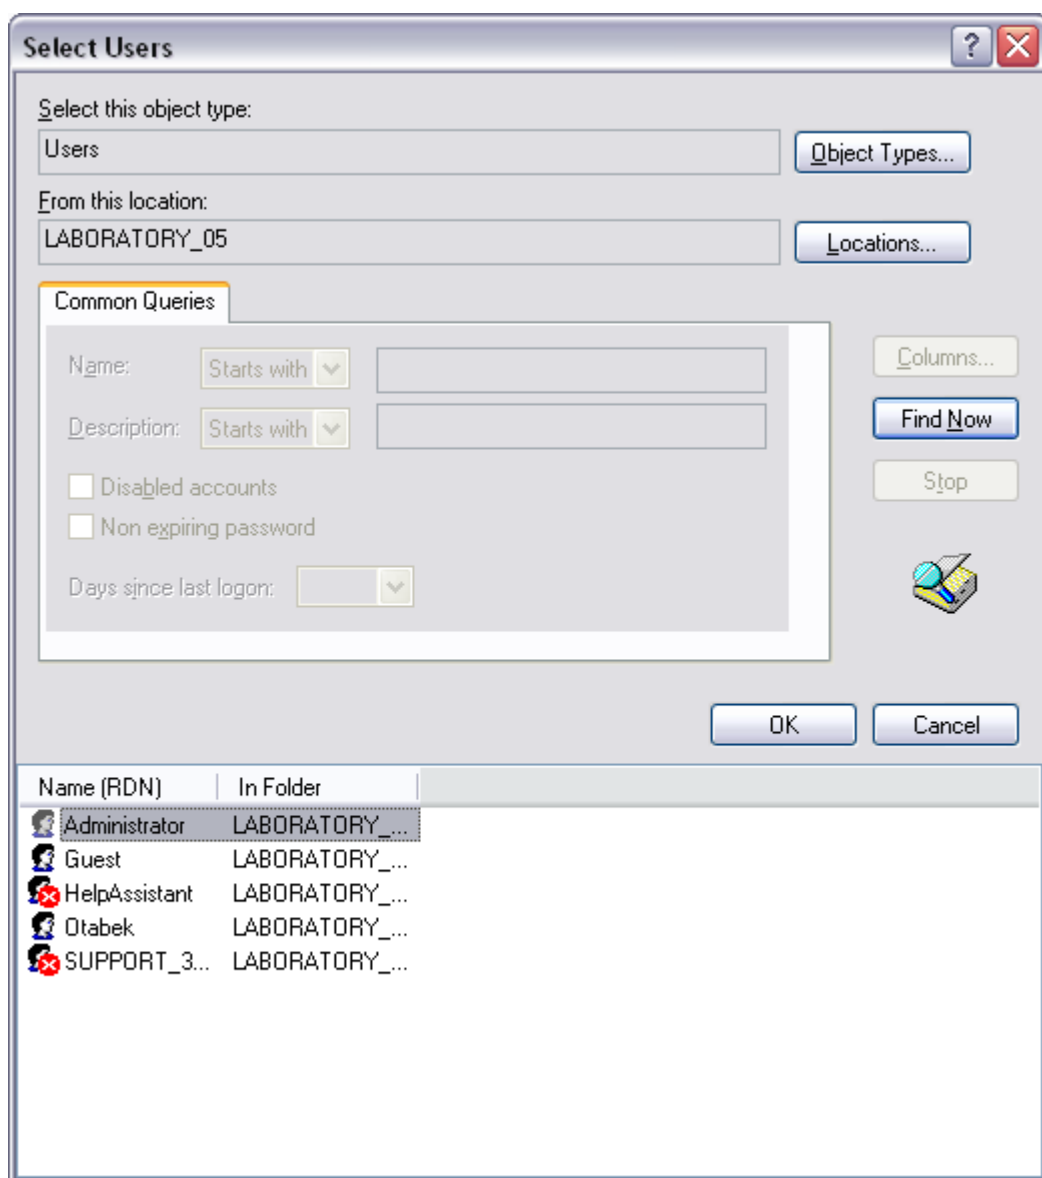 Select Users
Select this object type:
Users
Object Types...
From this location:
LABORATORY_05
Locations...
Common Queries
Name: Starts with
Columns...
Description: Starts with
Find Now
Disabled accounts
Stop
Non expiring password
Days since last logon:
OK Cancel
Name (RDN) In Folder
Administrator LABORATORY_...
Guest LABORATORY_...
HelpAssistant LABORATORY_...
Otabek LABORATORY_...
SUPPORT_3... LABORATORY_...